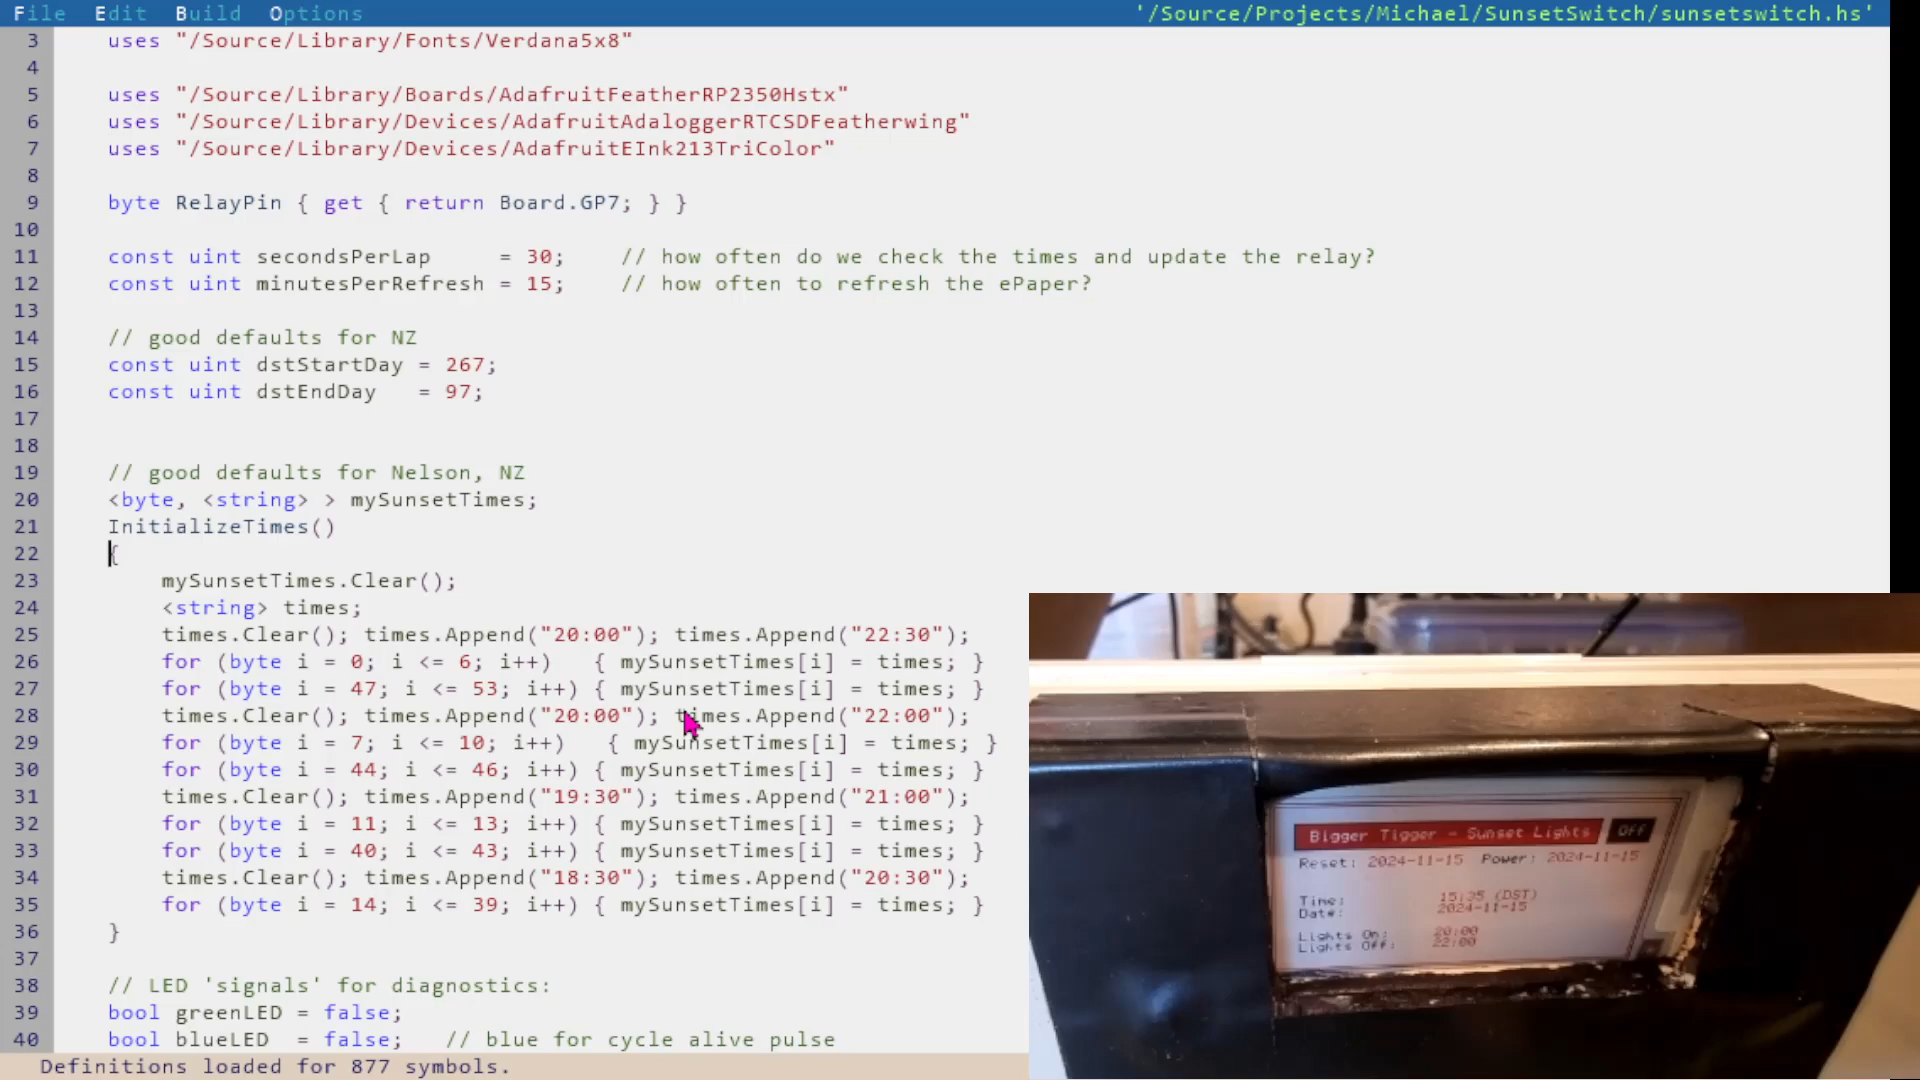 File Edit Build Options '/Source/Projects/Michael/SunsetSwitch/sunsetswitch.hs'
3 uses "/Source/Library/Fonts/Verdana5x8"
4
5 uses "/Source/Library/Boards/AdafruitFeatherRP2350Hstx"
6 uses "/Source/Library/Devices/AdafruitAdaloggerRTCSDFeatherwing"
7 uses "/Source/Library/Devices/AdafruitEInk213TriColor"
8
9 byte RelayPin { get { return Board.GP7; } }
10
11 const uint secondsPerLap = 30; // how often do we check the times and update the relay?
12 const uint minutesPerRefresh = 15; // how often to refresh the ePaper?
13
14 // good defaults for NZ
15 const uint dstStartDay = 267;
16 const uint dstEndDay = 97;
17
18
19 // good defaults for Nelson, NZ
20 <byte, <string> > mySunsetTimes;
21 InitializeTimes()
22 {
23 mySunsetTimes.Clear();
24 <string> times;
25 times.Clear(); times.Append("20:00"); times.Append("22:30");
26 for (byte i = 0; i <= 6; i++) { mySunsetTimes[i] = times; }
27 for (byte i = 47; i <= 53; i++) { mySunsetTimes[i] = times; }
28 times.Clear(); times.Append("20:00"); times.Append("22:00");
29 for (byte i = 7; i <= 10; i++) { mySunsetTimes[i] = times; }
30 for (byte i = 44; i <= 46; i++) { mySunsetTimes[i] = times; }
31 times.Clear(); times.Append("19:30"); times.Append("21:00");
32 for (byte i = 11; i <= 13; i++) { mySunsetTimes[i] = times; }
33 for (byte i = 40; i <= 43; i++) { mySunsetTimes[i] = times; }
34 times.Clear(); times.Append("18:30"); times.Append("20:30");
35 for (byte i = 14; i <= 39; i++) { mySunsetTimes[i] = times; }
36 }
37
38 // LED 'signals' for diagnostics:
39 bool greenLED = false;
40 bool blueLED = false; // blue for cycle alive pulse
Definitions loaded for 877 symbols.
Bigger Tigger - Sunset Lights Off
Reset: 2024-11-15 Power: 2024-11-15
Time: 15:35 (DST)
Date: 2024-11-15
Lights On: 20:00
Lights Off: 22:00